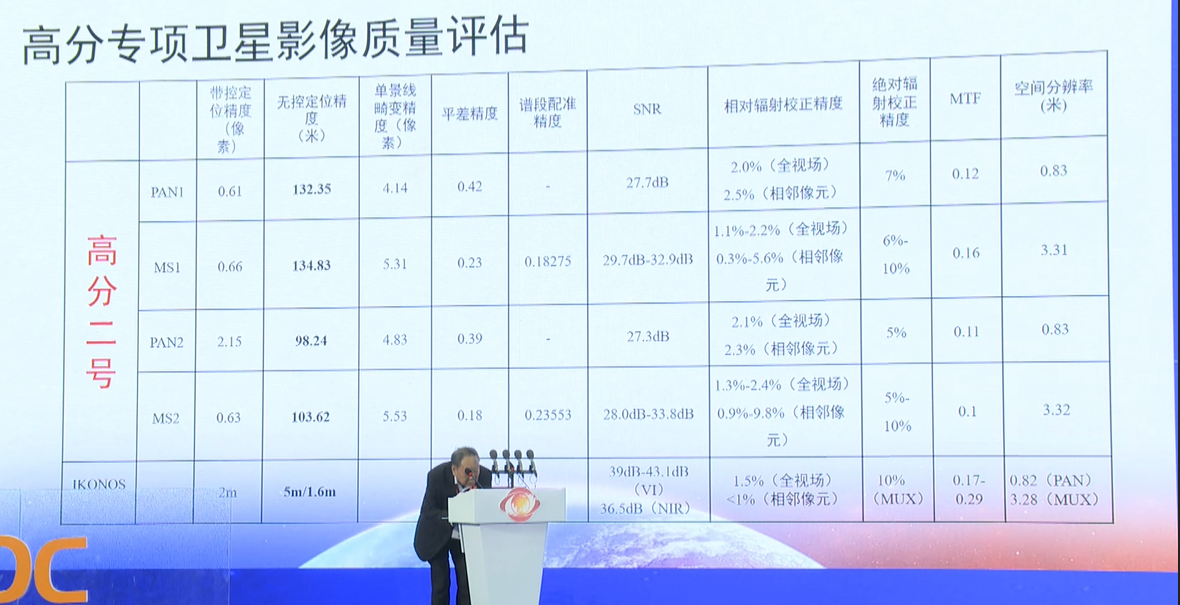 高分专项卫星影像质量评估
带控定位精度（像素） 无控定位精度（米） 单景线畸变精度（像素） 平差精度 谱段配准精度 SNR 相对辐射校正精度 绝对辐射校正精度 MTF 空间分辨率(米)
高分二号
PAN1 0.61 132.35 4.14 0.42 - 27.7dB 2.0%（全视场） 2.5%（相邻像元） 7% 0.12 0.83
MS1 0.66 134.83 5.31 0.23 0.18275 29.7dB-32.9dB 1.1%-2.2%（全视场） 0.3%-5.6%（相邻像元） 6%-10% 0.16 3.31
PAN2 2.15 98.24 4.83 0.39 - 27.3dB 2.1%（全视场） 2.3%（相邻像元） 5% 0.11 0.83
MS2 0.63 103.62 5.53 0.18 0.23553 28.0dB-33.8dB 1.3%-2.4%（全视场） 0.9%-9.8%（相邻像元） 5%-10% 0.1 3.32
IKONOS 2m 5m/1.6m 39dB-43.1dB（VI） 36.5dB（NIR） 1.5%（全视场） <1%（相邻像元） 10%（MUX） 0.17-0.29 0.82（PAN） 3.28（MUX）